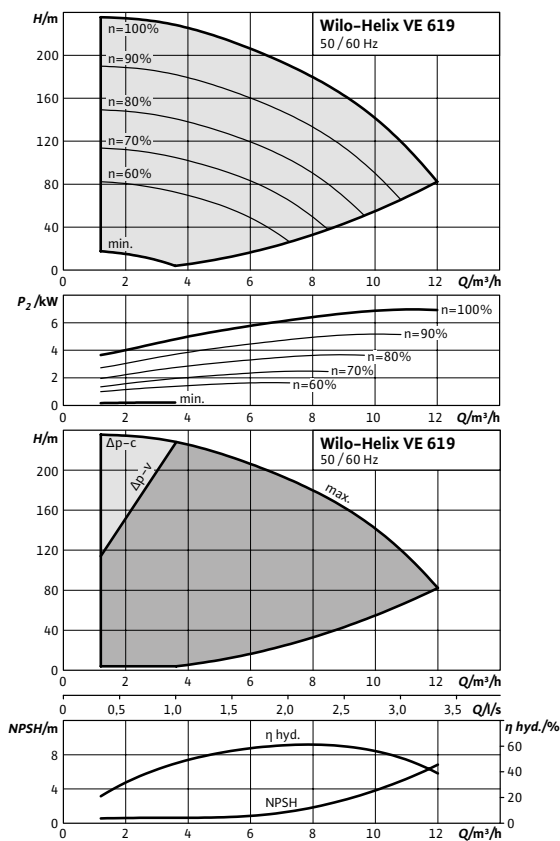 H/m
Wilo-Helix VE 619
50 / 60 Hz
n=100%
n=90%
n=80%
n=70%
n=60%
min.
200
160
120
80
40
0
0 2 4 6 8 10 12 Q/m³/h
P₂ /kW
n=100%
n=90%
n=80%
n=70%
n=60%
min.
6
4
2
0
0 2 4 6 8 10 12 Q/m³/h
H/m
Wilo-Helix VE 619
50 / 60 Hz
Δp-c
Δp-v
max.
200
160
120
80
40
0
0 2 4 6 8 10 12 Q/m³/h
0 0,5 1,0 1,5 2,0 2,5 3,0 3,5 Q/l/s
NPSH/m
η hyd./%
η hyd.
NPSH
8
4
0
60
40
20
0
0 2 4 6 8 10 12 Q/m³/h